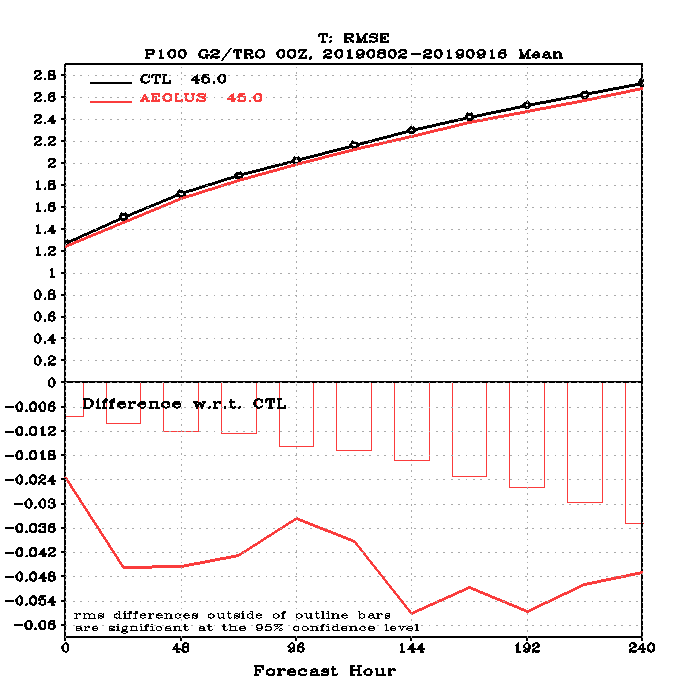 T: RMSE
P100 G2/TRO 00Z, 20190802-20190916 Mean
CTL 46.0
AEOLUS 45.0
2.8
2.6
2.4
2.2
2
1.8
1.6
1.4
1.2
1
0.8
0.6
0.4
0.2
0
Difference w.r.t. CTL
-0.006
-0.012
-0.018
-0.024
-0.03
-0.036
-0.042
-0.048
-0.054
-0.06
rms differences outside of outline bars
are significant at the 95% confidence level
0 48 96 144 192 240
Forecast Hour